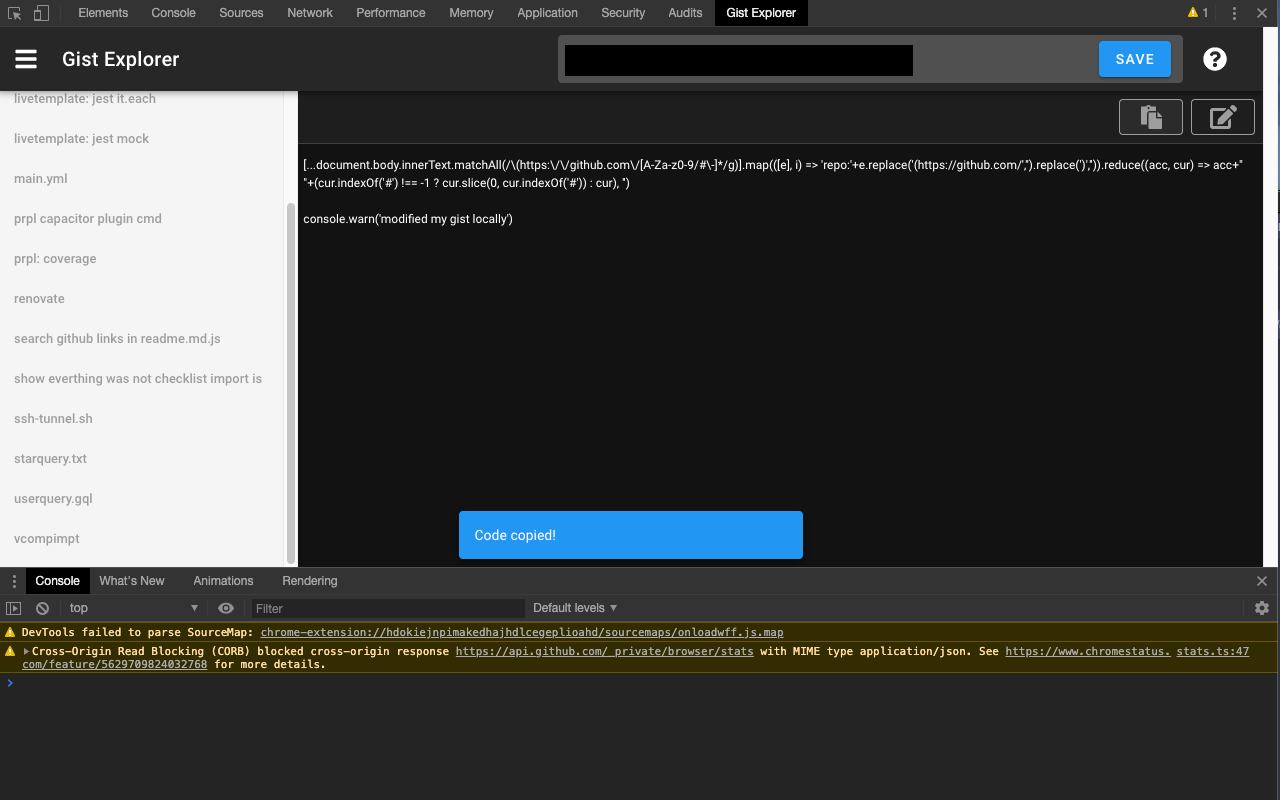 Elements Console Sources Network Performance Memory Application Security Audits Gist Explorer 1
Gist Explorer SAVE
livetemplate: jest it.each
livetemplate: jest mock
main.yml
prpl capacitor plugin cmd
prpl: coverage
renovate
search github links in readme.md.js
show everthing was not checklist import is
ssh-tunnel.sh
starquery.txt
userquery.gql
vcompimpt
[...document.body.innerText.matchAll(/\(https:\/\/github.com\/[A-Za-z0-9/#\-]*/g)].map(([e], i) => 'repo:'+e.replace('(https://github.com/','').replace(')','')).reduce((acc, cur) => acc+"
"+(cur.indexOf('#') !== -1 ? cur.slice(0, cur.indexOf('#')) : cur), '')
console.warn('modified my gist locally')
Code copied!
Console What's New Animations Rendering
top Filter Default levels
DevTools failed to parse SourceMap: chrome-extension://hdokiejnpimakedhajhdlcegeplioahd/sourcemaps/onloadwff.js.map
Cross-Origin Read Blocking (CORB) blocked cross-origin response https://api.github.com/_private/browser/stats with MIME type application/json. See https://www.chromestatus. stats.ts:47
com/feature/5629709824032768 for more details.